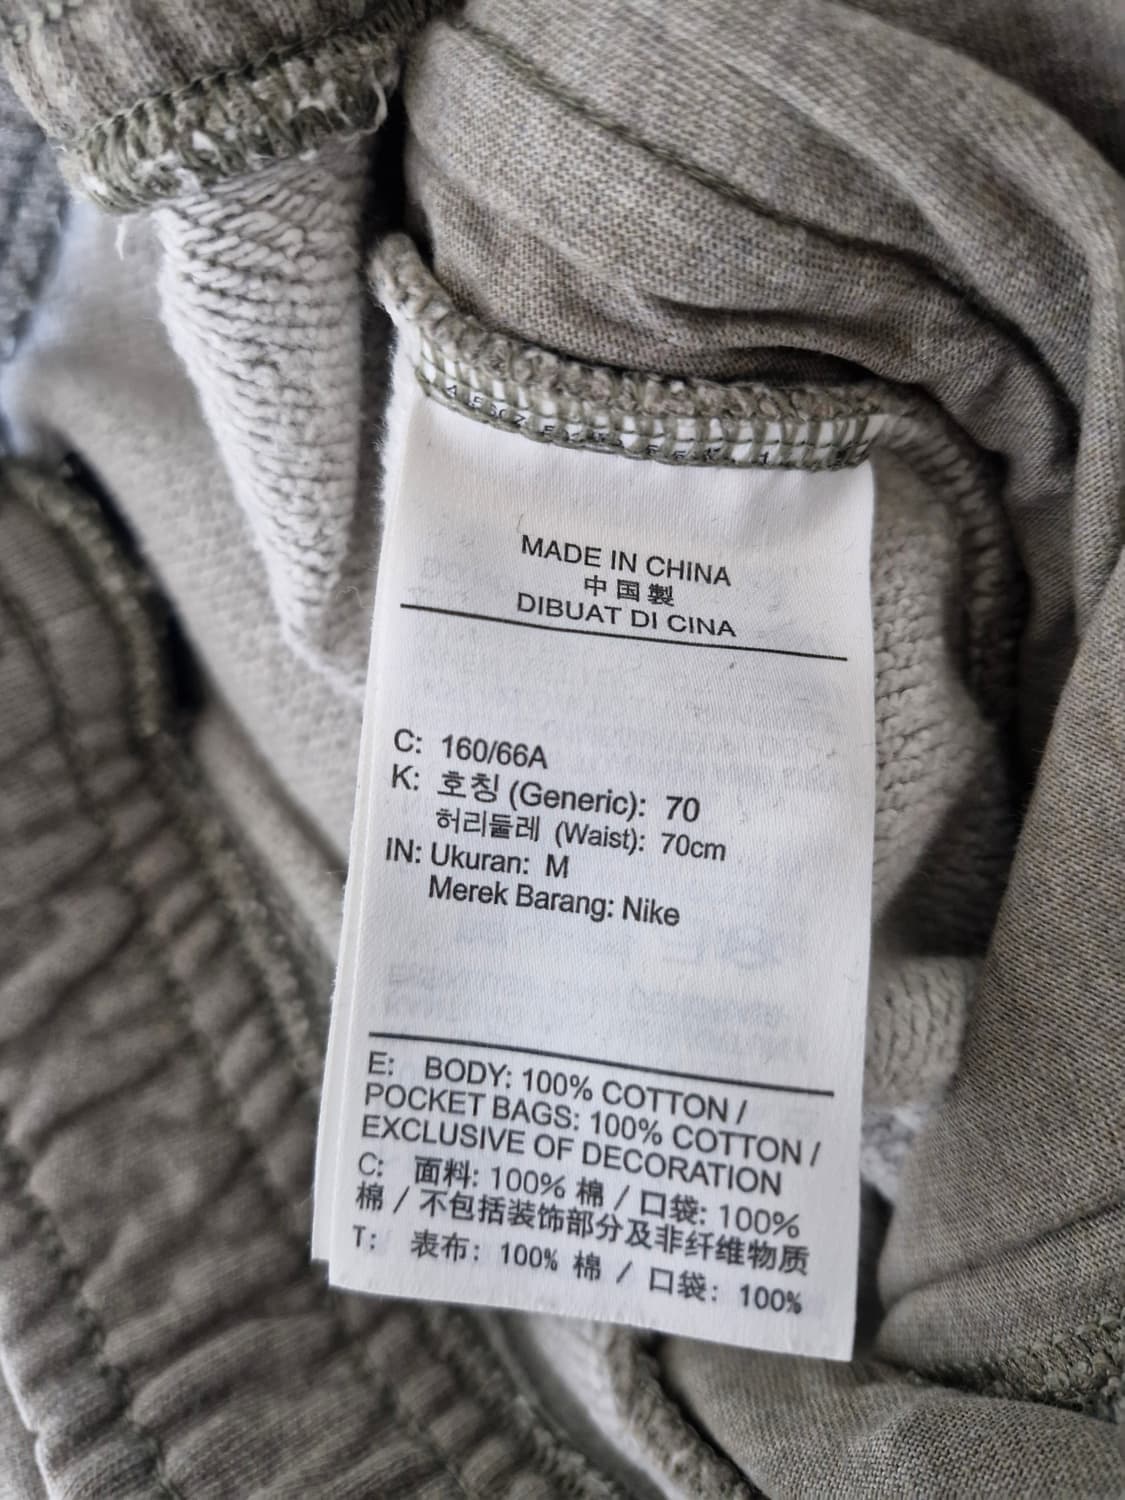 MADE IN CHINA
中国製
DIBUAT DI CINA
C: 160/66A
K: 호칭 (Generic): 70
허리둘레 (Waist): 70cm
IN: Ukuran: M
Merek Barang: Nike
E: BODY: 100% COTTON /
POCKET BAGS: 100% COTTON /
EXCLUSIVE OF DECORATION
C: 面料: 100% 棉 / 口袋: 100%
棉 / 不包括装饰部分及非纤维物质
T: 表布: 100% 棉 / 口袋: 100%